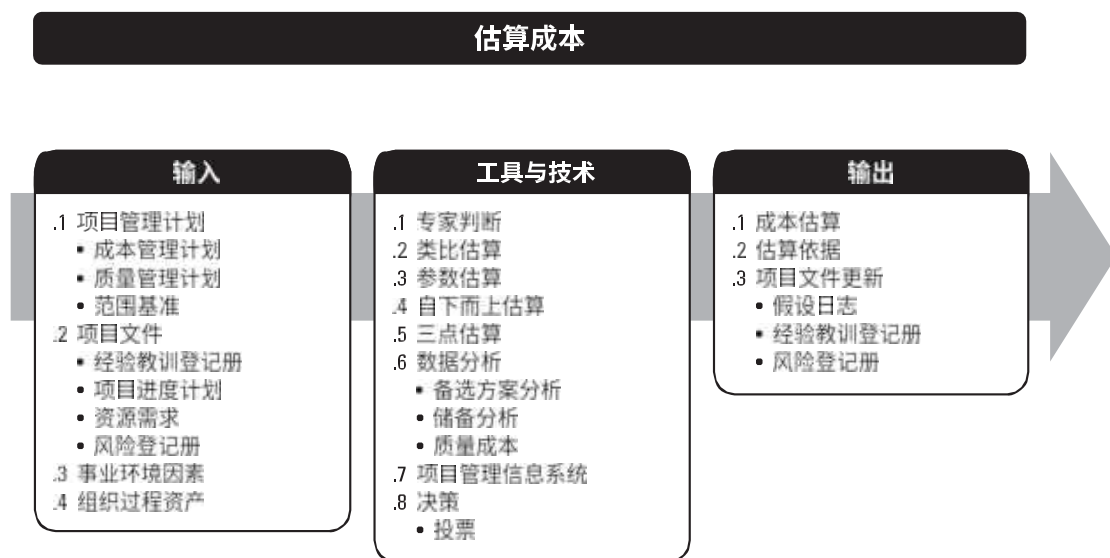 估算成本
输入
.1 项目管理计划
• 成本管理计划
• 质量管理计划
• 范围基准
.2 项目文件
• 经验教训登记册
• 项目进度计划
• 资源需求
• 风险登记册
.3 事业环境因素
.4 组织过程资产
工具与技术
.1 专家判断
.2 类比估算
.3 参数估算
.4 自下而上估算
.5 三点估算
.6 数据分析
• 备选方案分析
• 储备分析
• 质量成本
.7 项目管理信息系统
.8 决策
• 投票
输出
.1 成本估算
.2 估算依据
.3 项目文件更新
• 假设日志
• 经验教训登记册
• 风险登记册